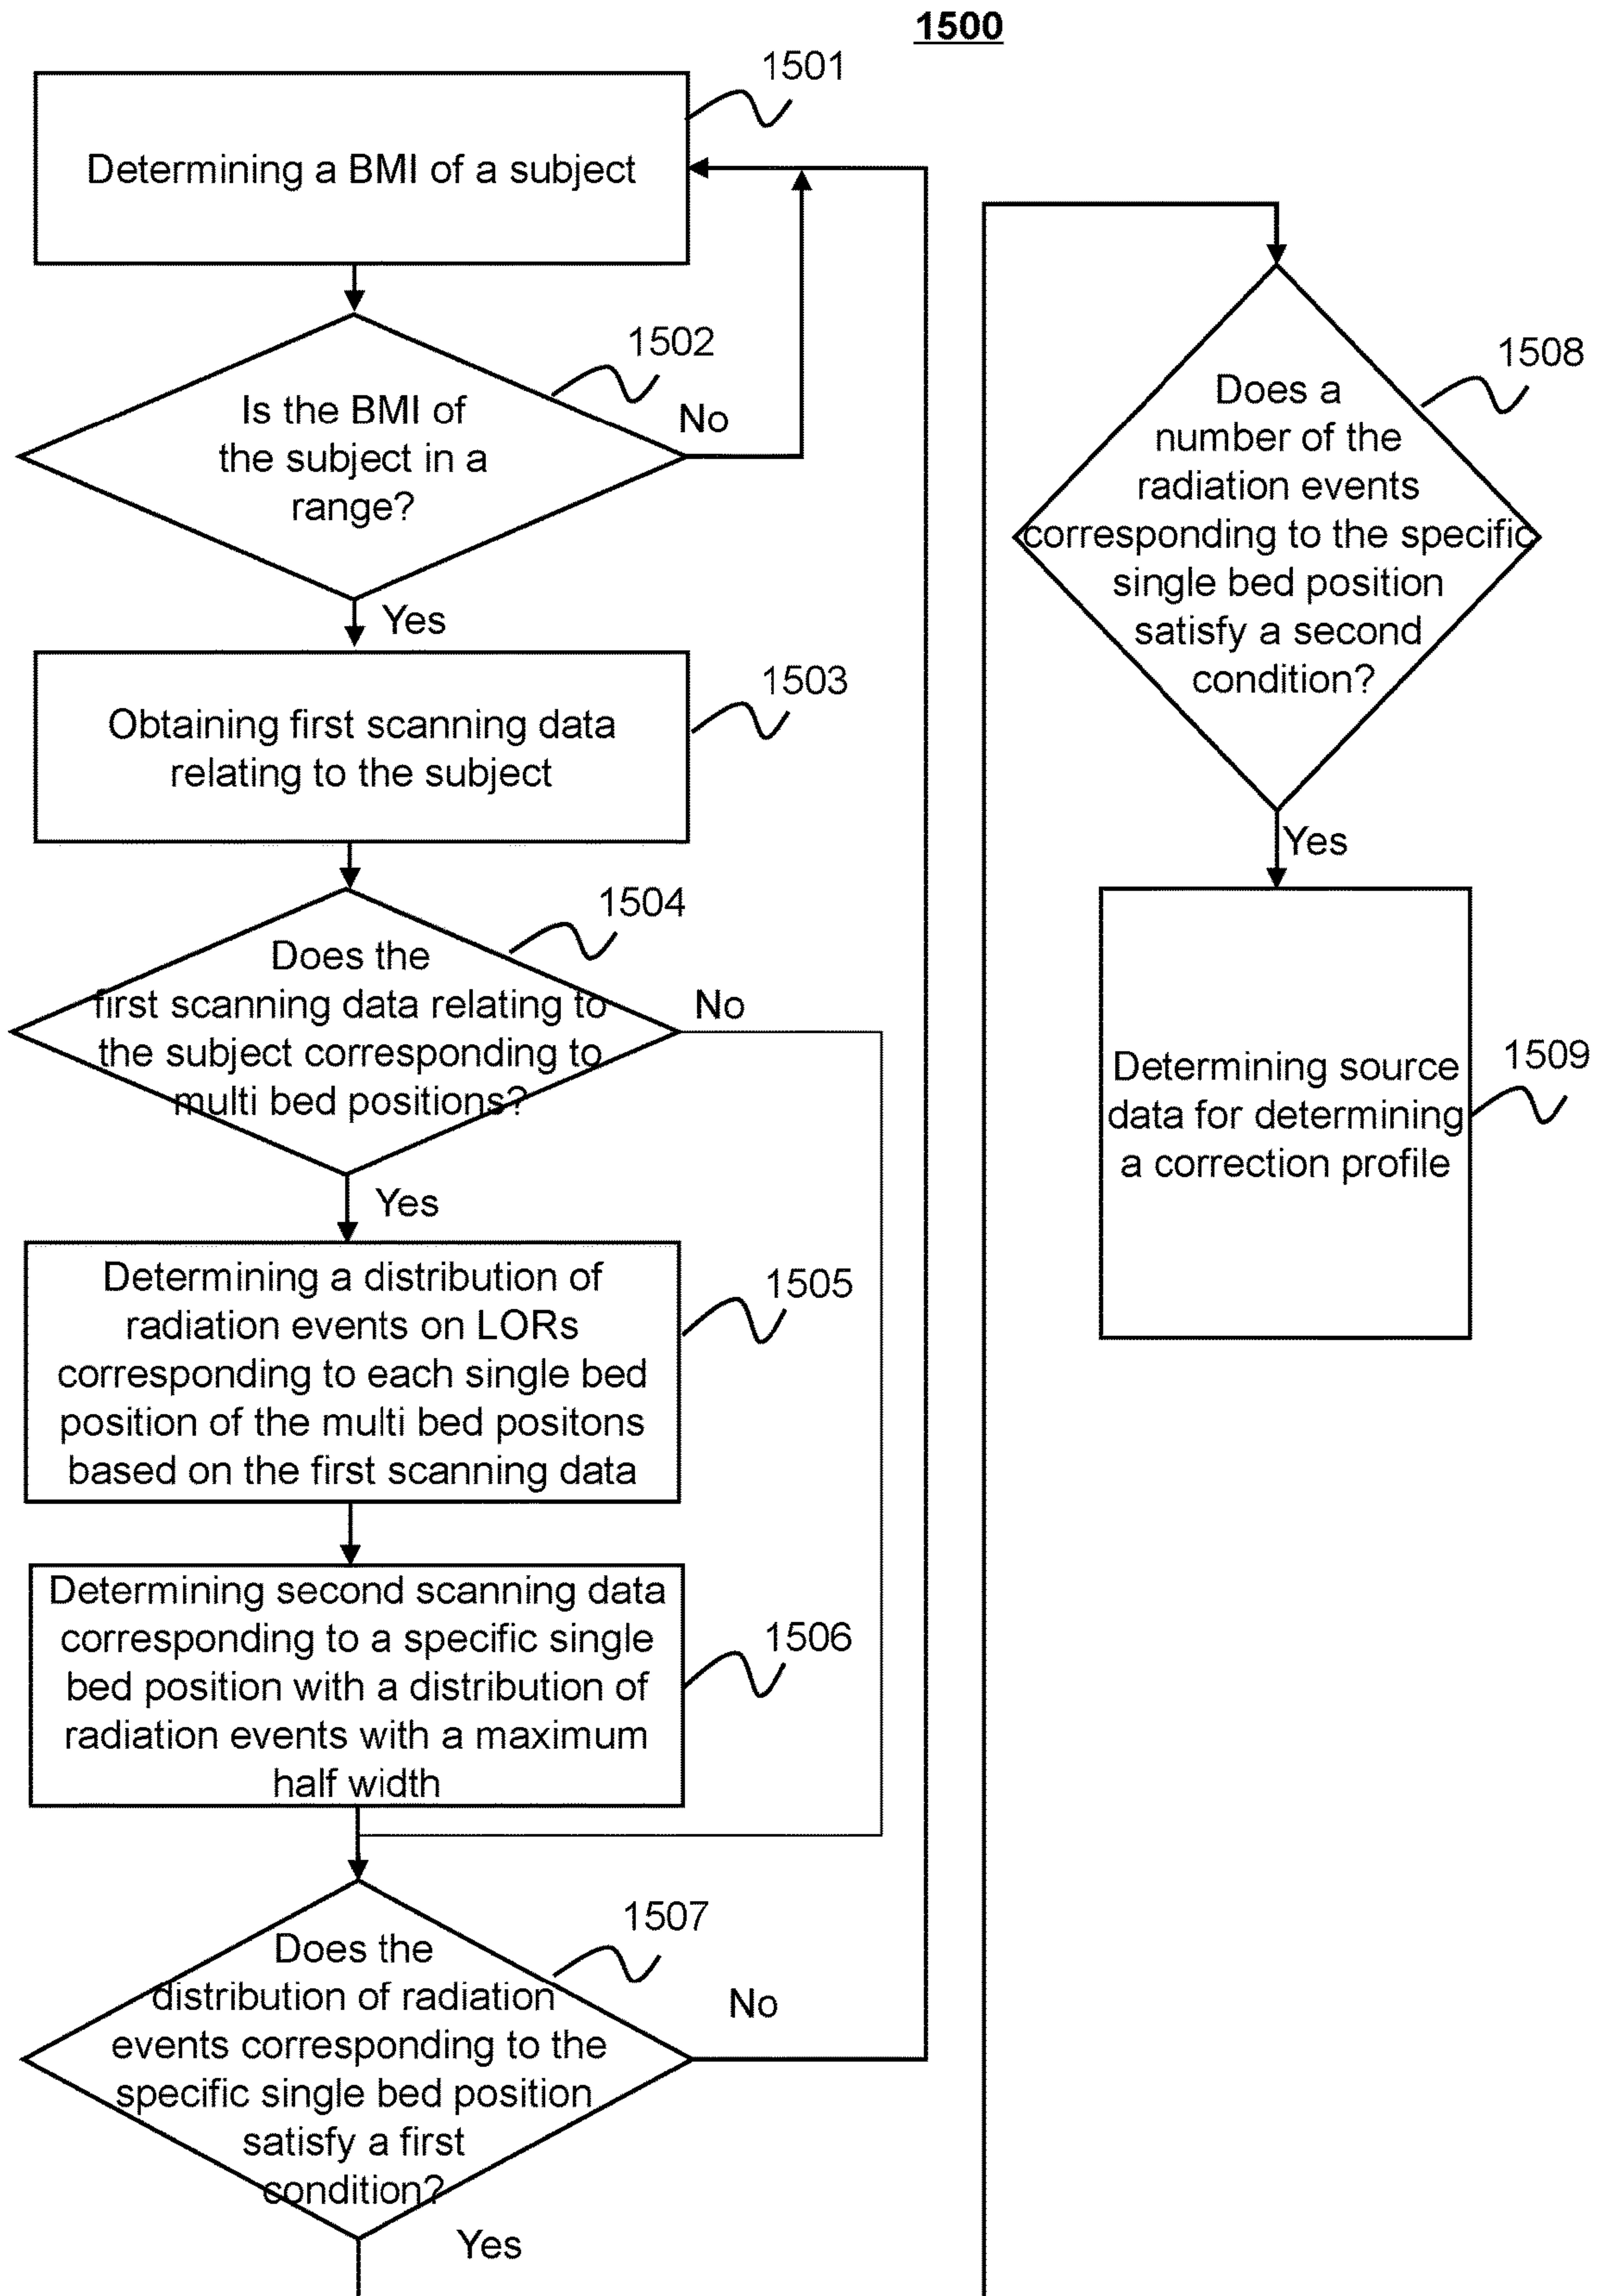 1500
1501
Determining a BMI of a subject
1502
Is the BMI of
the subject in a
range?
No
Yes
1503
Obtaining first scanning data
relating to the subject
1504
Does the
first scanning data relating to
the subject corresponding to
multi bed positions?
No
Yes
1505
Determining a distribution of
radiation events on LORs
corresponding to each single bed
position of the multi bed positons
based on the first scanning data
1506
Determining second scanning data
corresponding to a specific single
bed position with a distribution of
radiation events with a maximum
half width
1507
Does the
distribution of radiation
events corresponding to the
specific single bed position
satisfy a first
condition?
No
Yes
1508
Does a
number of the
radiation events
corresponding to the specific
single bed position
satisfy a second
condition?
Yes
1509
Determining source
data for determining
a correction profile